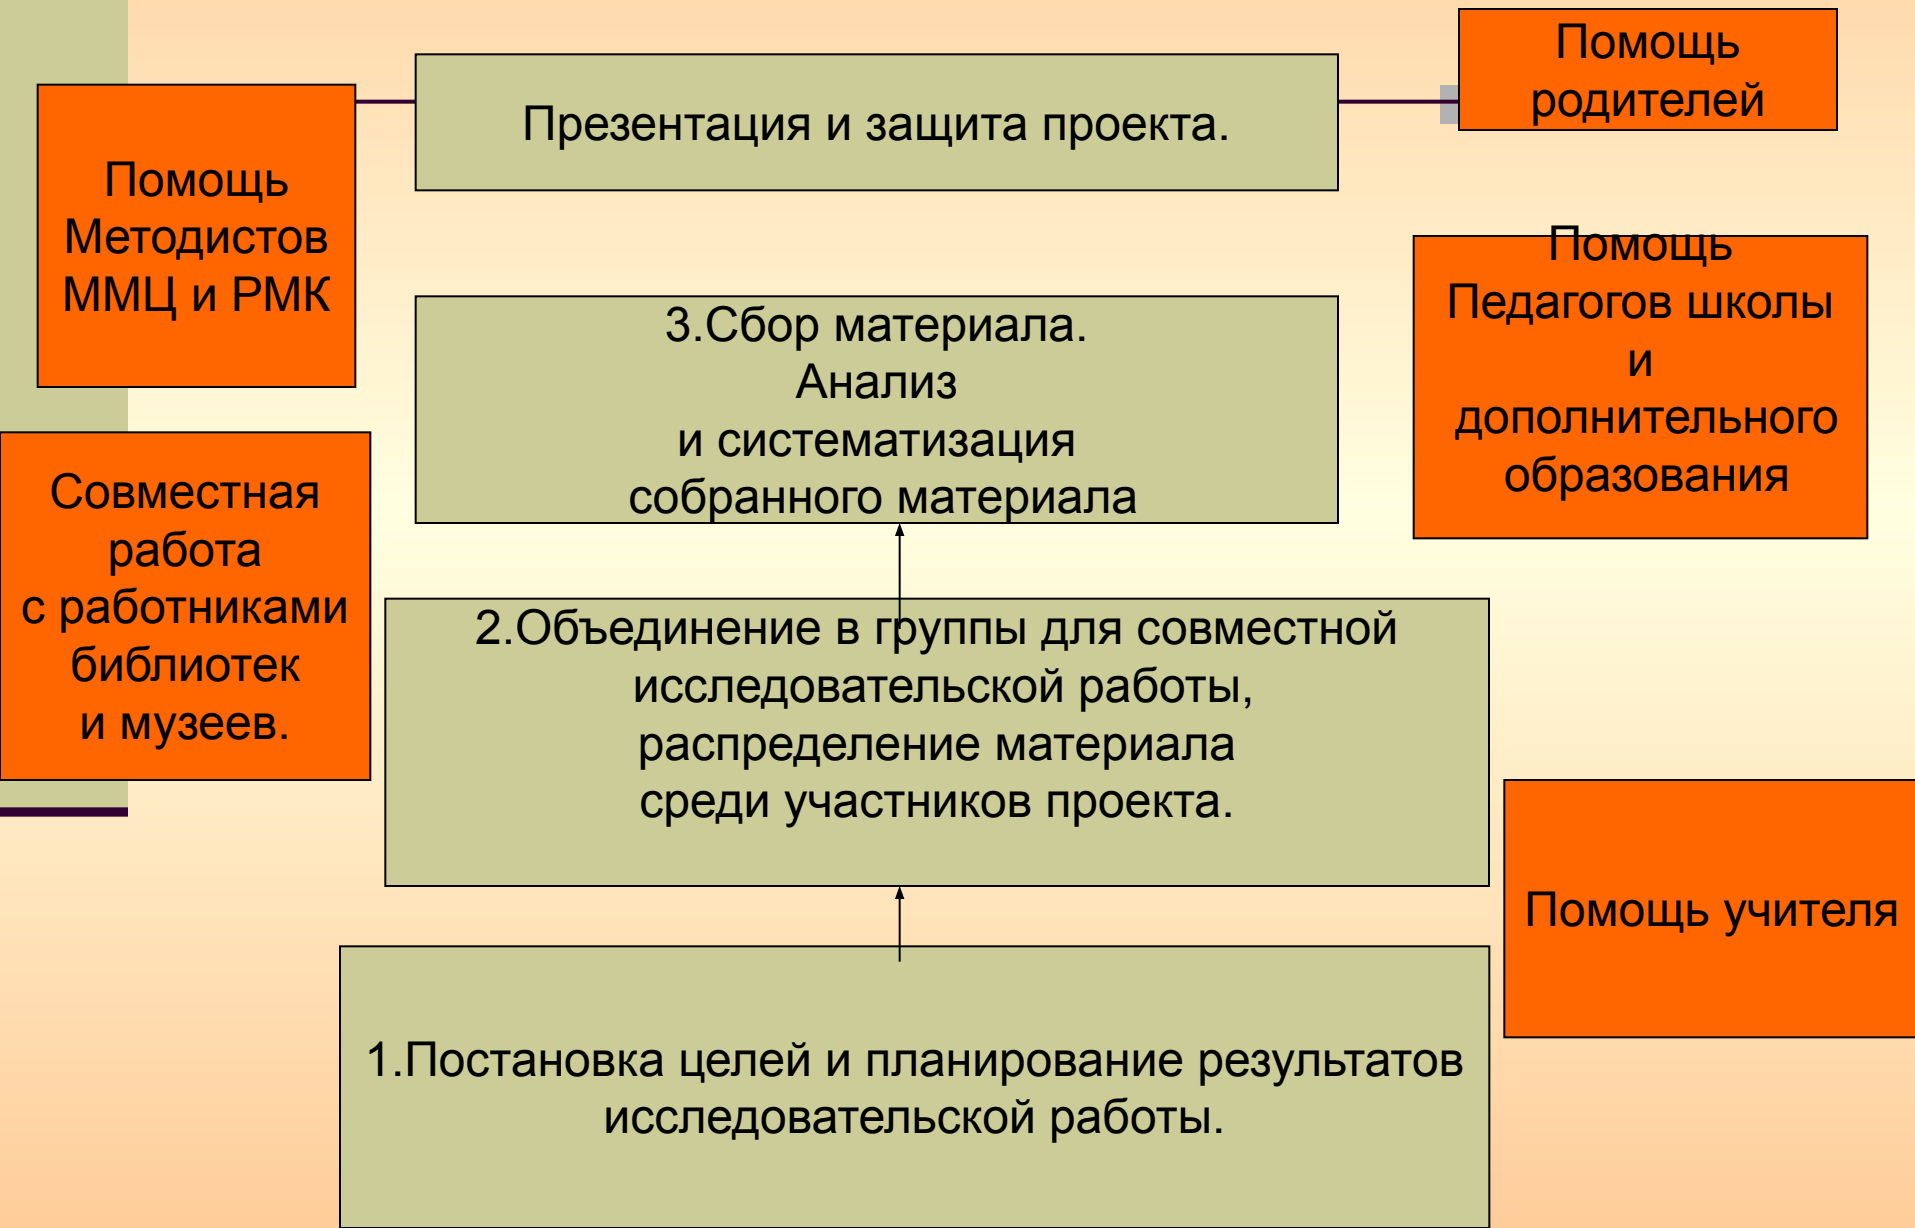 Помощь
родителей
Презентация и защита проекта.
Помощь
Методистов
ММЦ и РМК
Помощь
Педагогов школы
и
дополнительного
образования
3.Сбор материала.
Анализ
и систематизация
собранного материала
Совместная
работа
с работниками
библиотек
и музеев.
2.Объединение в группы для совместной
исследовательской работы,
распределение материала
среди участников проекта.
Помощь учителя
1.Постановка целей и планирование результатов
исследовательской работы.